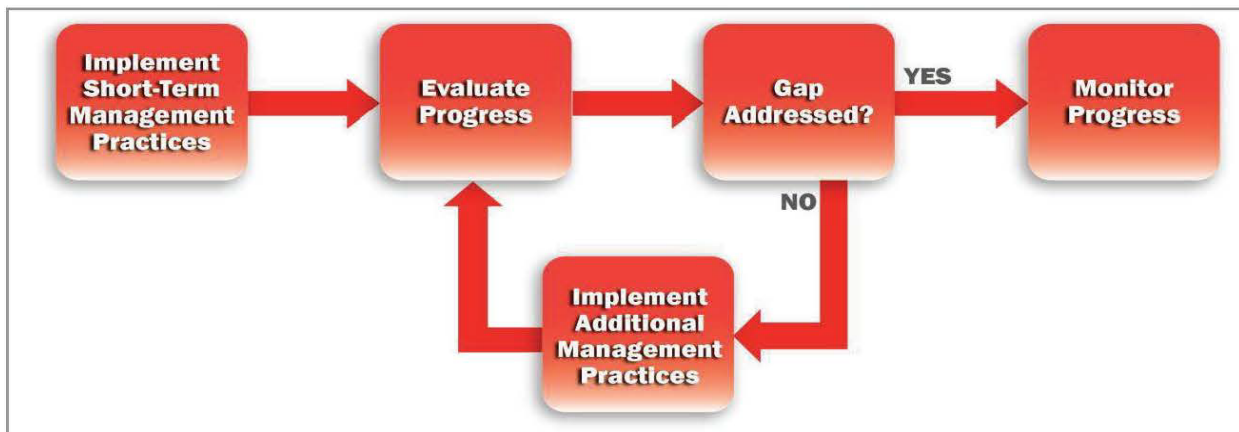 Implement
Short-Term
Management
Practices
Evaluate
Progress
Gap
Addressed?
YES
Monitor
Progress
NO
Implement
Additional
Management
Practices